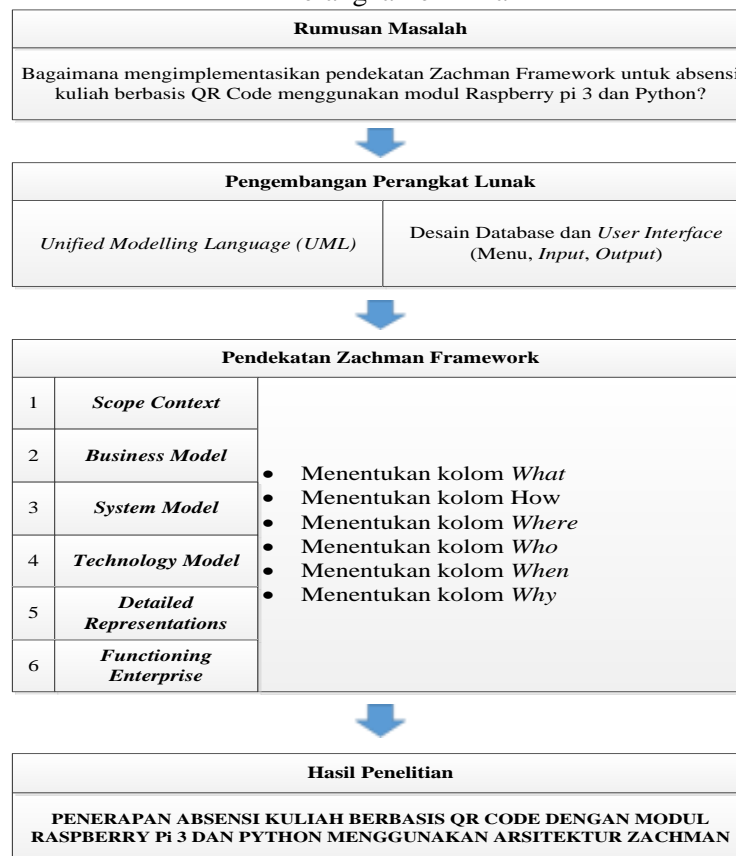 Rumusan Masalah
Bagaimana mengimplementasikan pendekatan Zachman Framework untuk absensi
kuliah berbasis QR Code menggunakan modul Raspberry pi 3 dan Python?
Pengembangan Perangkat Lunak
Unified Modelling Language (UML)
Desain Database dan User Interface
(Menu, Input, Output)
Pendekatan Zachman Framework
1 Scope Context
2 Business Model
3 System Model
4 Technology Model
5 Detailed
Representations
6 Functioning
Enterprise
• Menentukan kolom What
• Menentukan kolom How
• Menentukan kolom Where
• Menentukan kolom Who
• Menentukan kolom When
• Menentukan kolom Why
Hasil Penelitian
PENERAPAN ABSENSI KULIAH BERBASIS QR CODE DENGAN MODUL
RASPBERRY Pi 3 DAN PYTHON MENGGUNAKAN ARSITEKTUR ZACHMAN